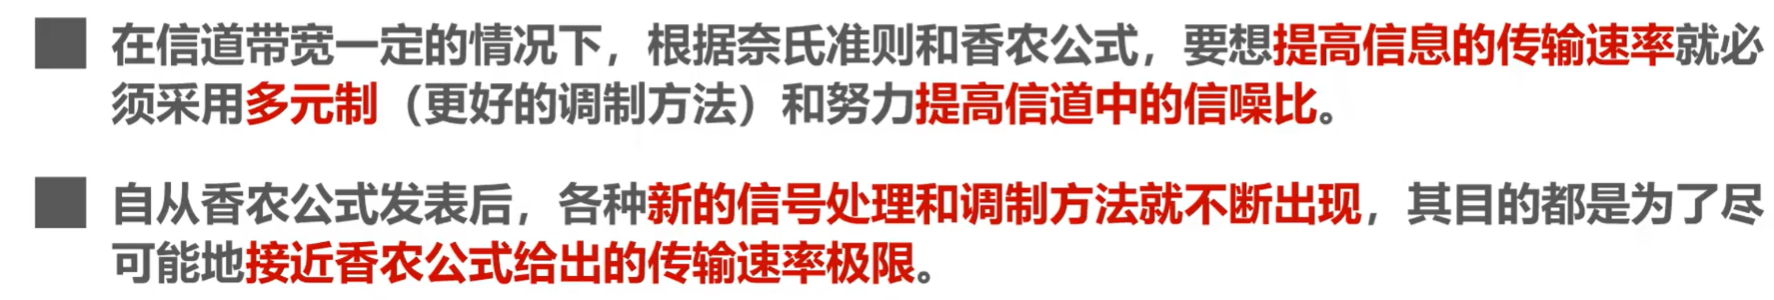 在信道带宽一定的情况下，根据奈氏准则和香农公式，要想提高信息的传输速率就必
须采用多元制（更好的调制方法）和努力提高信道中的信噪比。
自从香农公式发表后，各种新的信号处理和调制方法就不断出现，其目的都是为了尽
可能地接近香农公式给出的传输速率极限。